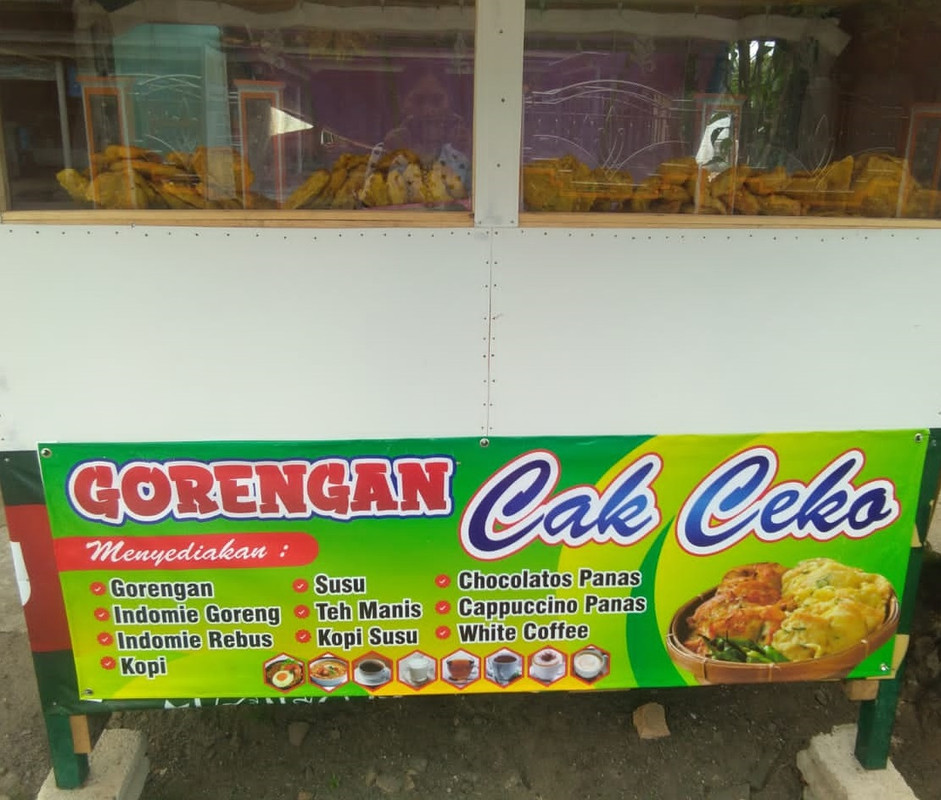 GORENGAN Cak Ceko
Menyediakan :
Gorengan
Indomie Goreng
Indomie Rebus
Kopi
Susu
Teh Manis
Kopi Susu
Chocolatos Panas
Cappuccino Panas
White Coffee